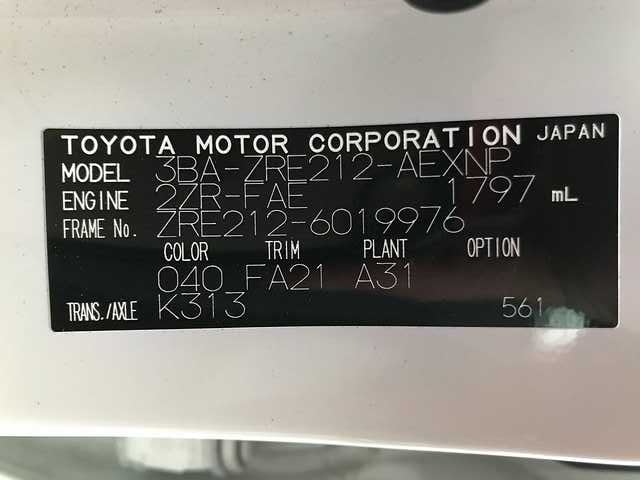 TOYOTA MOTOR CORPORATION JAPAN
MODEL 3BA-ZRE212-AEXNP
ENGINE 2ZR-FAE 1797 mL
FRAME No. ZRE212-6019976
COLOR TRIM PLANT OPTION
040 FA21 A31
TRANS./AXLE K313 561